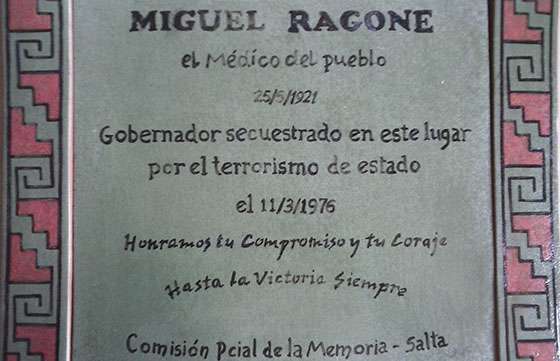 MIGUEL RAGONE
el Médico del pueblo
25/5/1921
Gobernador secuestrado en este lugar
por el terrorismo de estado
el 11/3/1976
Honramos tu Compromiso y tu Coraje
Hasta la Victoria Siempre
Comisión Pcial de la Memoria - Salta